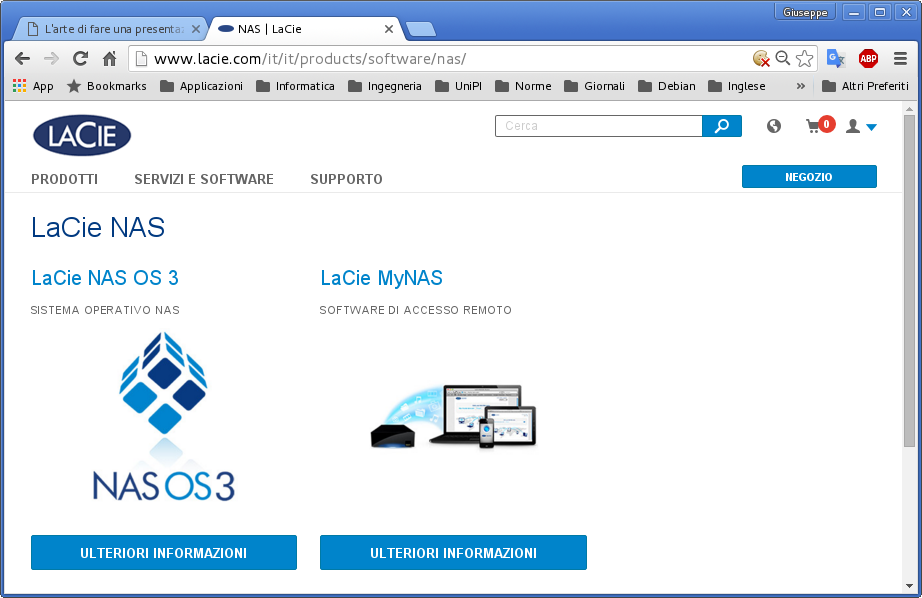 Giuseppe
L'arte di fare una presenta
NAS | LaCie
www.lacie.com/it/it/products/software/nas/
ABP
App Bookmarks Applicazioni Informatica Ingegneria UniPI Norme Giornali Debian Inglese » Altri Preferiti
LACIE
Cerca
0
PRODOTTI SERVIZI E SOFTWARE SUPPORTO
NEGOZIO
LaCie NAS
LaCie NAS OS 3
SISTEMA OPERATIVO NAS
NAS OS 3
ULTERIORI INFORMAZIONI
LaCie MyNAS
SOFTWARE DI ACCESSO REMOTO
ULTERIORI INFORMAZIONI